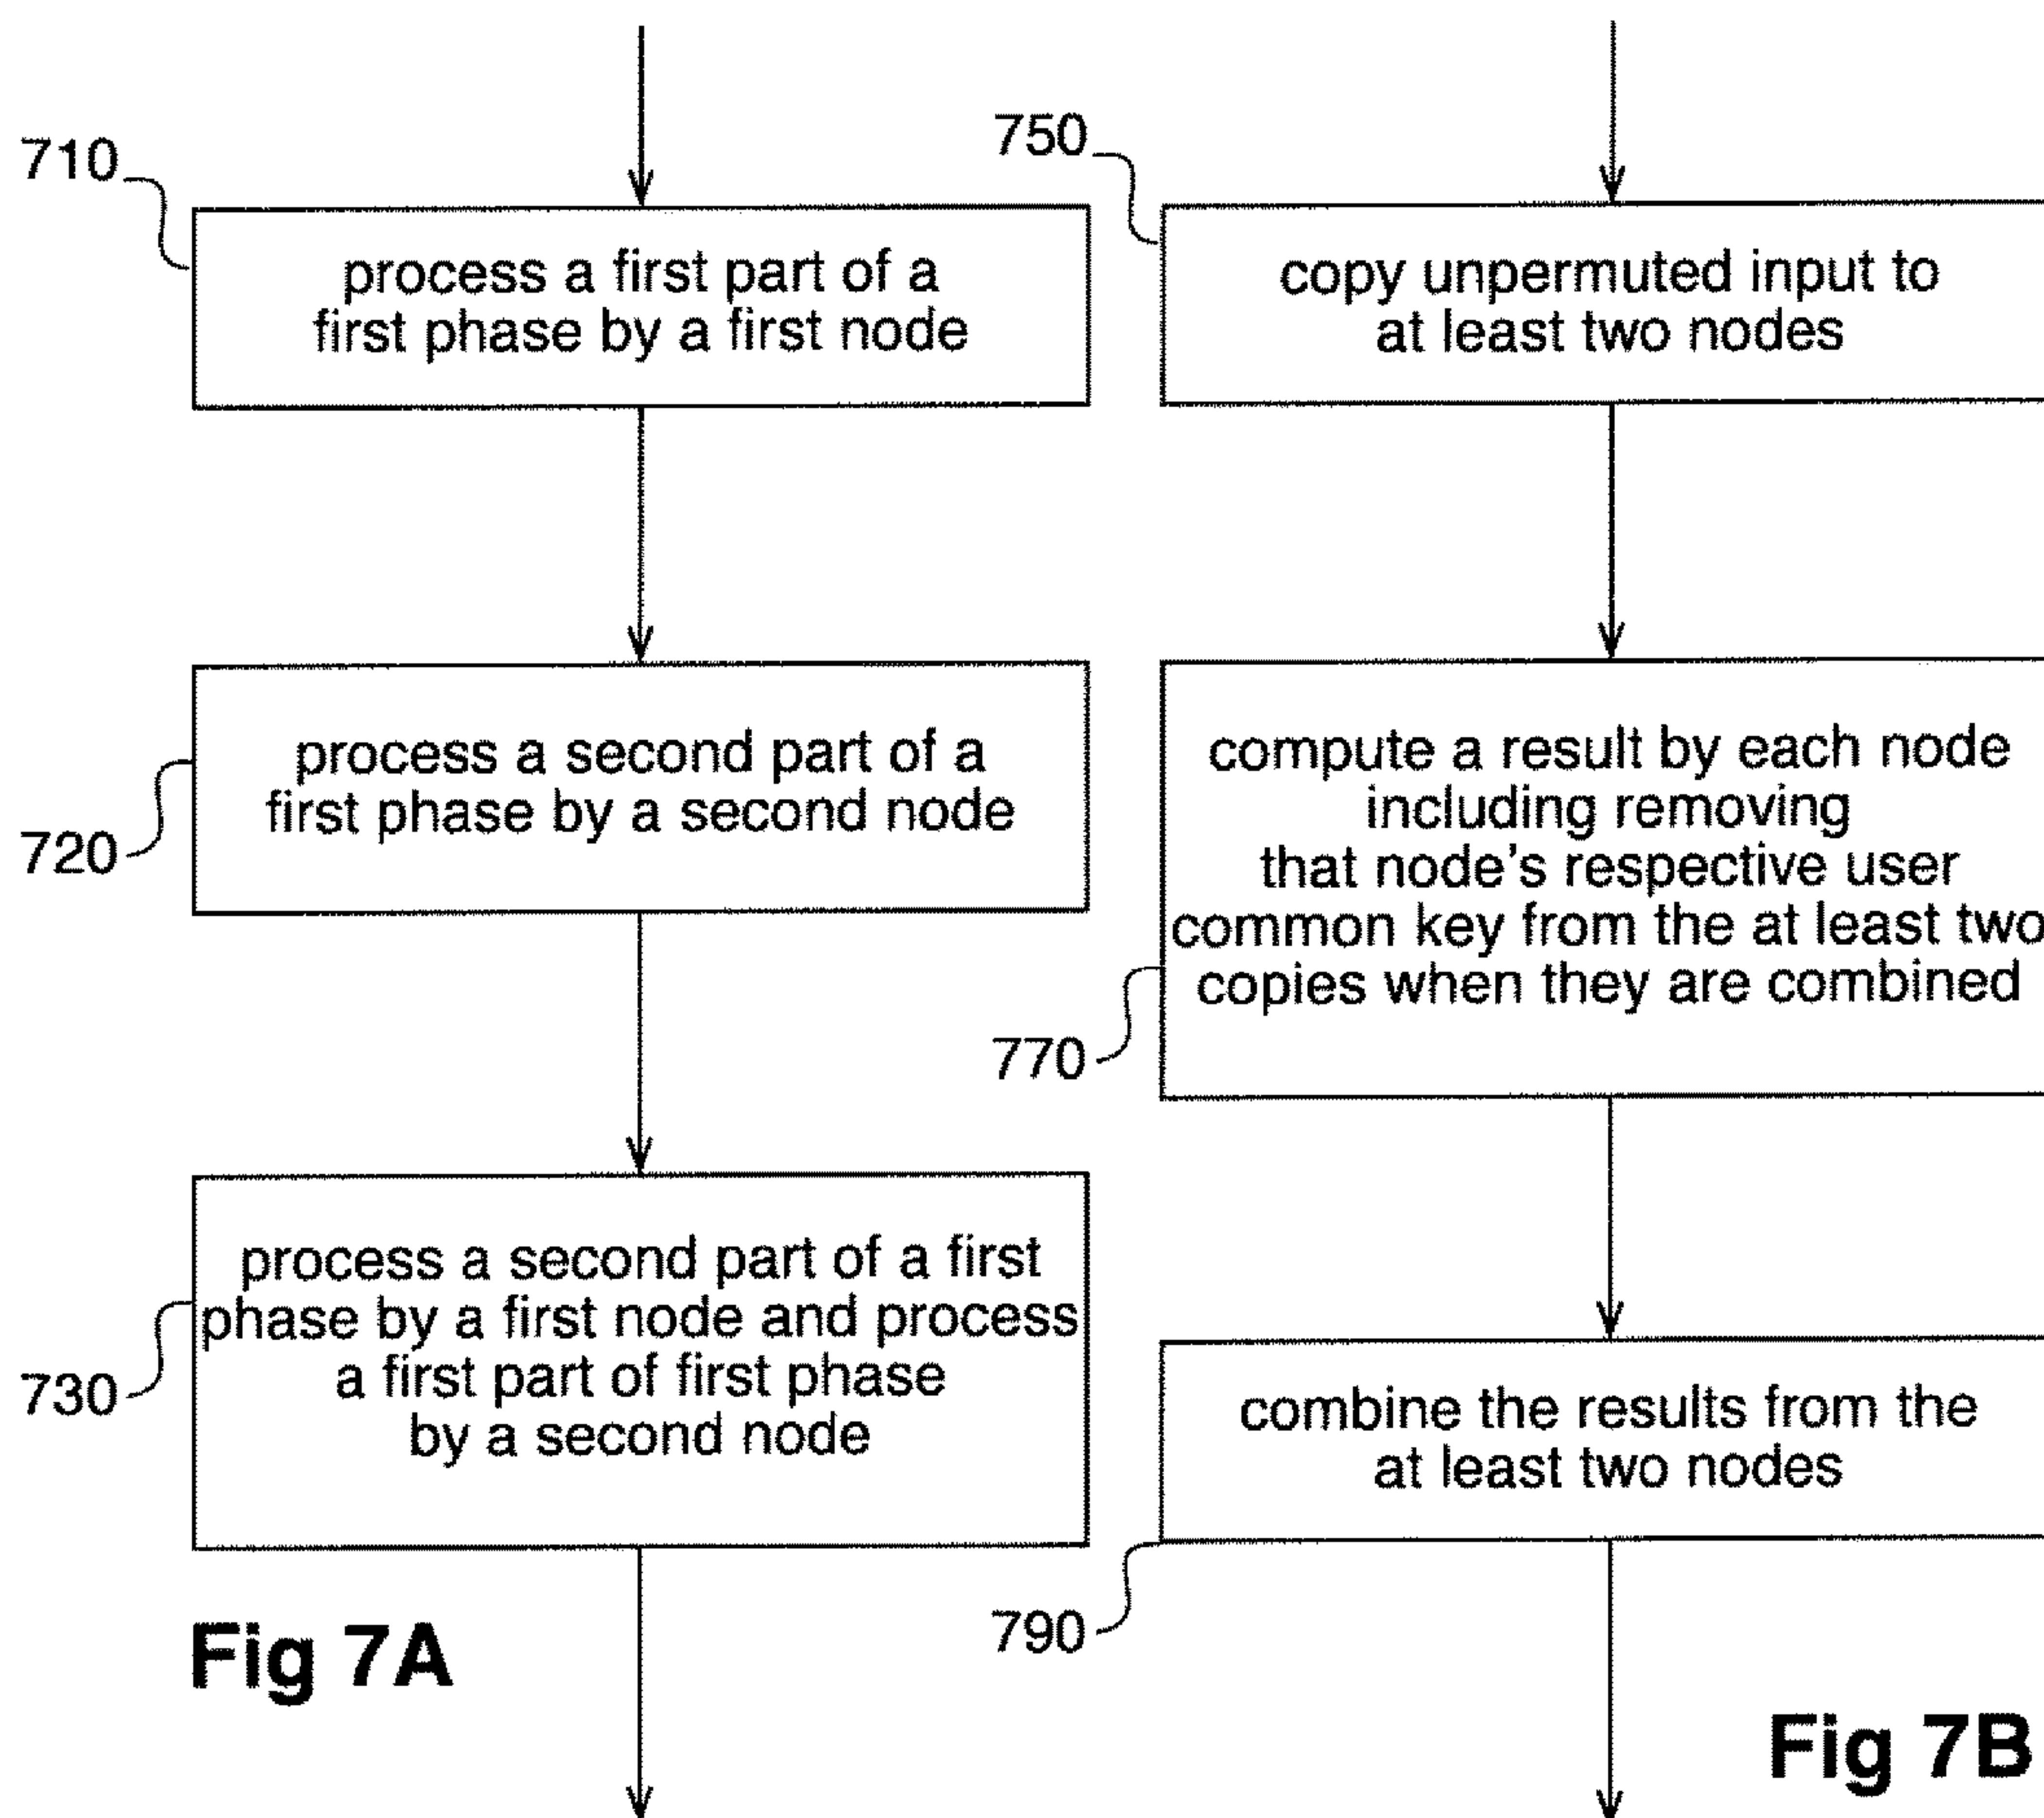 710
process a first part of a
first phase by a first node
720
process a second part of a
first phase by a second node
730
process a second part of a first
phase by a first node and process
a first part of first phase
by a second node
Fig 7A
750
copy unpermuted input to
at least two nodes
770
compute a result by each node
including removing
that node's respective user
common key from the at least two
copies when they are combined
790
combine the results from the
at least two nodes
Fig 7B